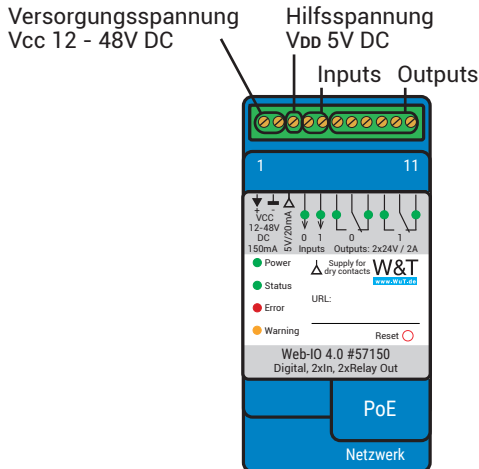 Versorgungsspannung
Vcc 12 - 48V DC
Hilfsspannung
VDD 5V DC
Inputs Outputs
1 11
+ -
VCC
12-48V
DC
150mA
5V/20mA
0 1
Inputs
0 1
Outputs: 2x24V / 2A
Power
Status
Error
Warning
Supply for
dry contacts
W&T
www.WuT.de
URL:
Reset
Web-IO 4.0 #57150
Digital, 2xIn, 2xRelay Out
PoE
Netzwerk